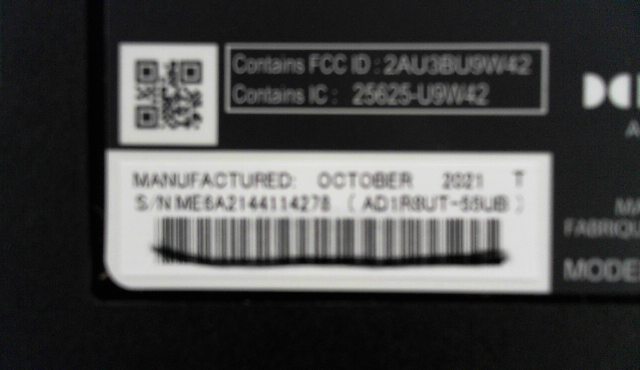 Contains FCC ID : 2AU3BU9W42
Contains IC : 25625-U9W42
MANUFACTURED: OCTOBER 2021 T
S/N ME6A2144114278 ( AD1R8UT-55UB )
MODE